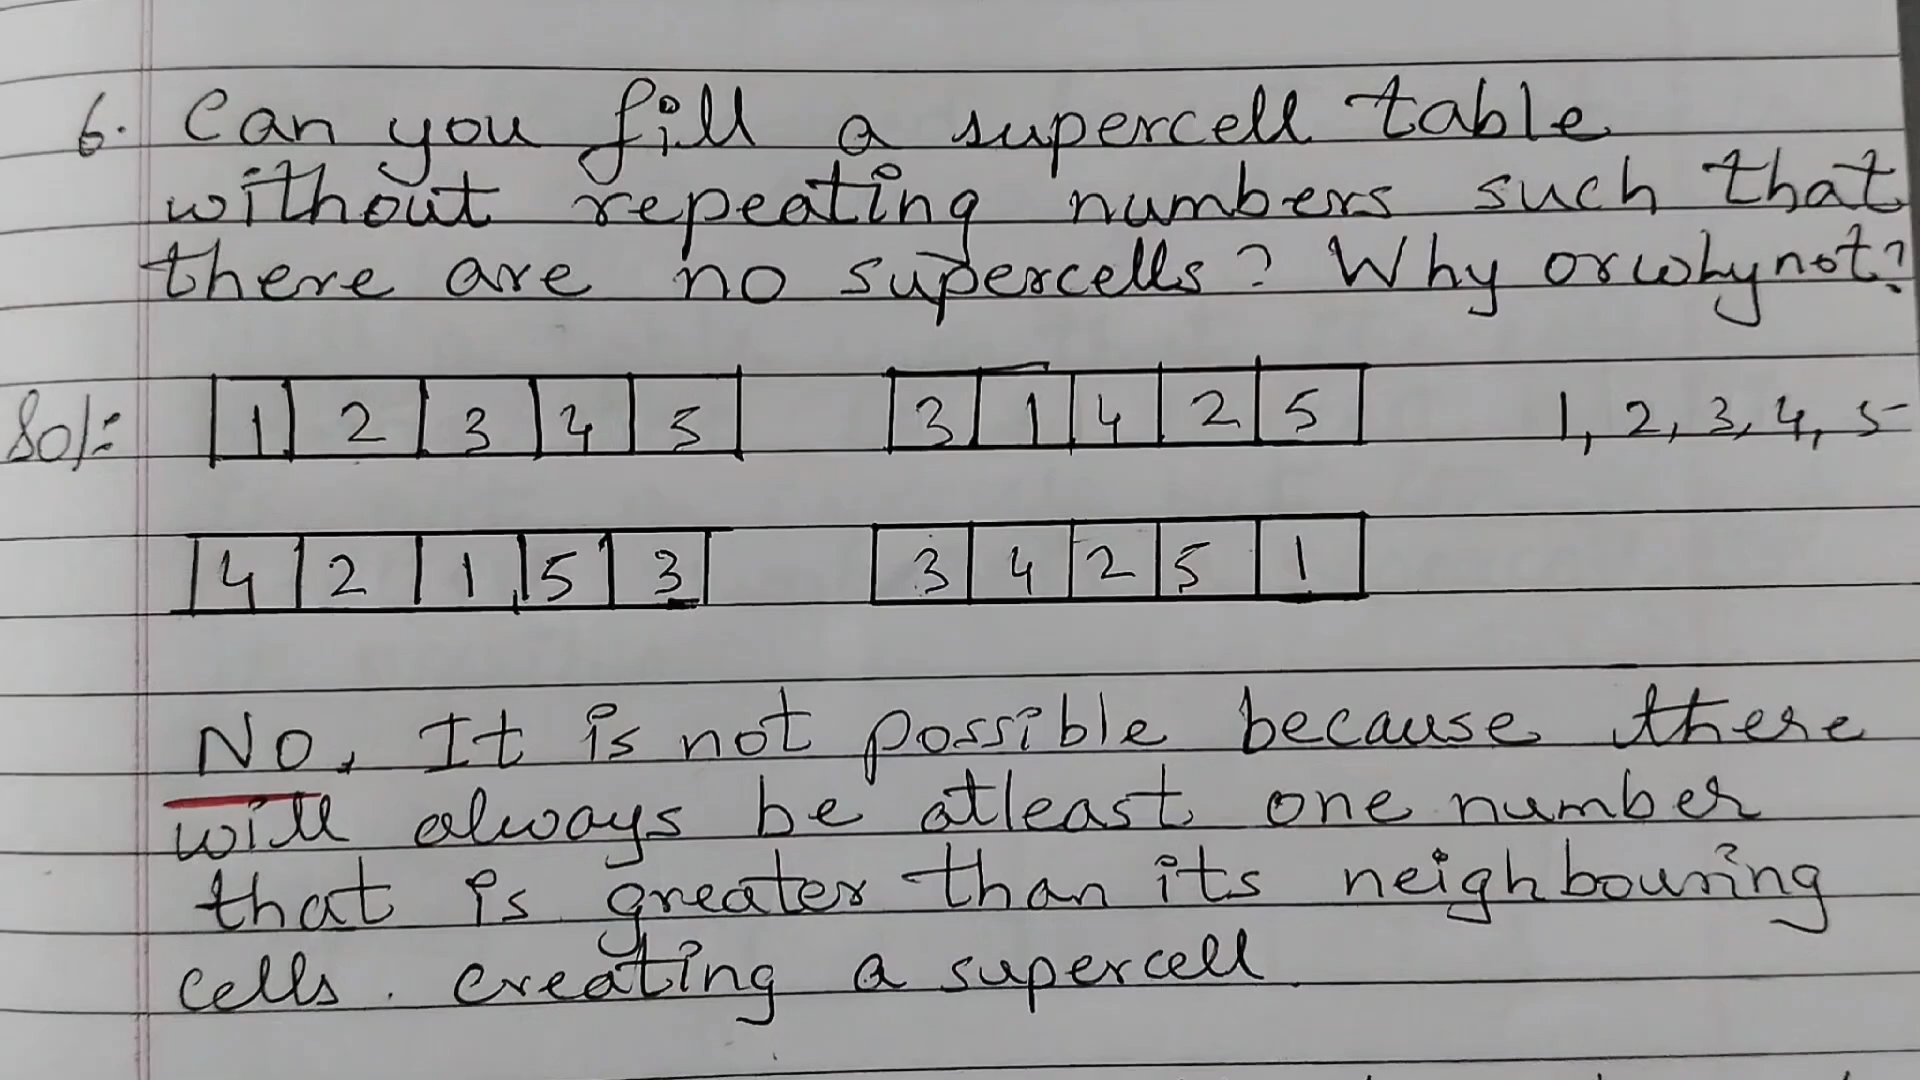 6. Can you fill a supercell table
without repeating numbers such that
there are no supercells? Why or why not?
Sol:
1 2 3 4 5
3 1 4 2 5
1, 2, 3, 4, 5
4 2 1 5 3
3 4 2 5 1
No, It is not possible because there
will always be atleast one number
that is greater than its neighbouring
cells. creating a supercell.